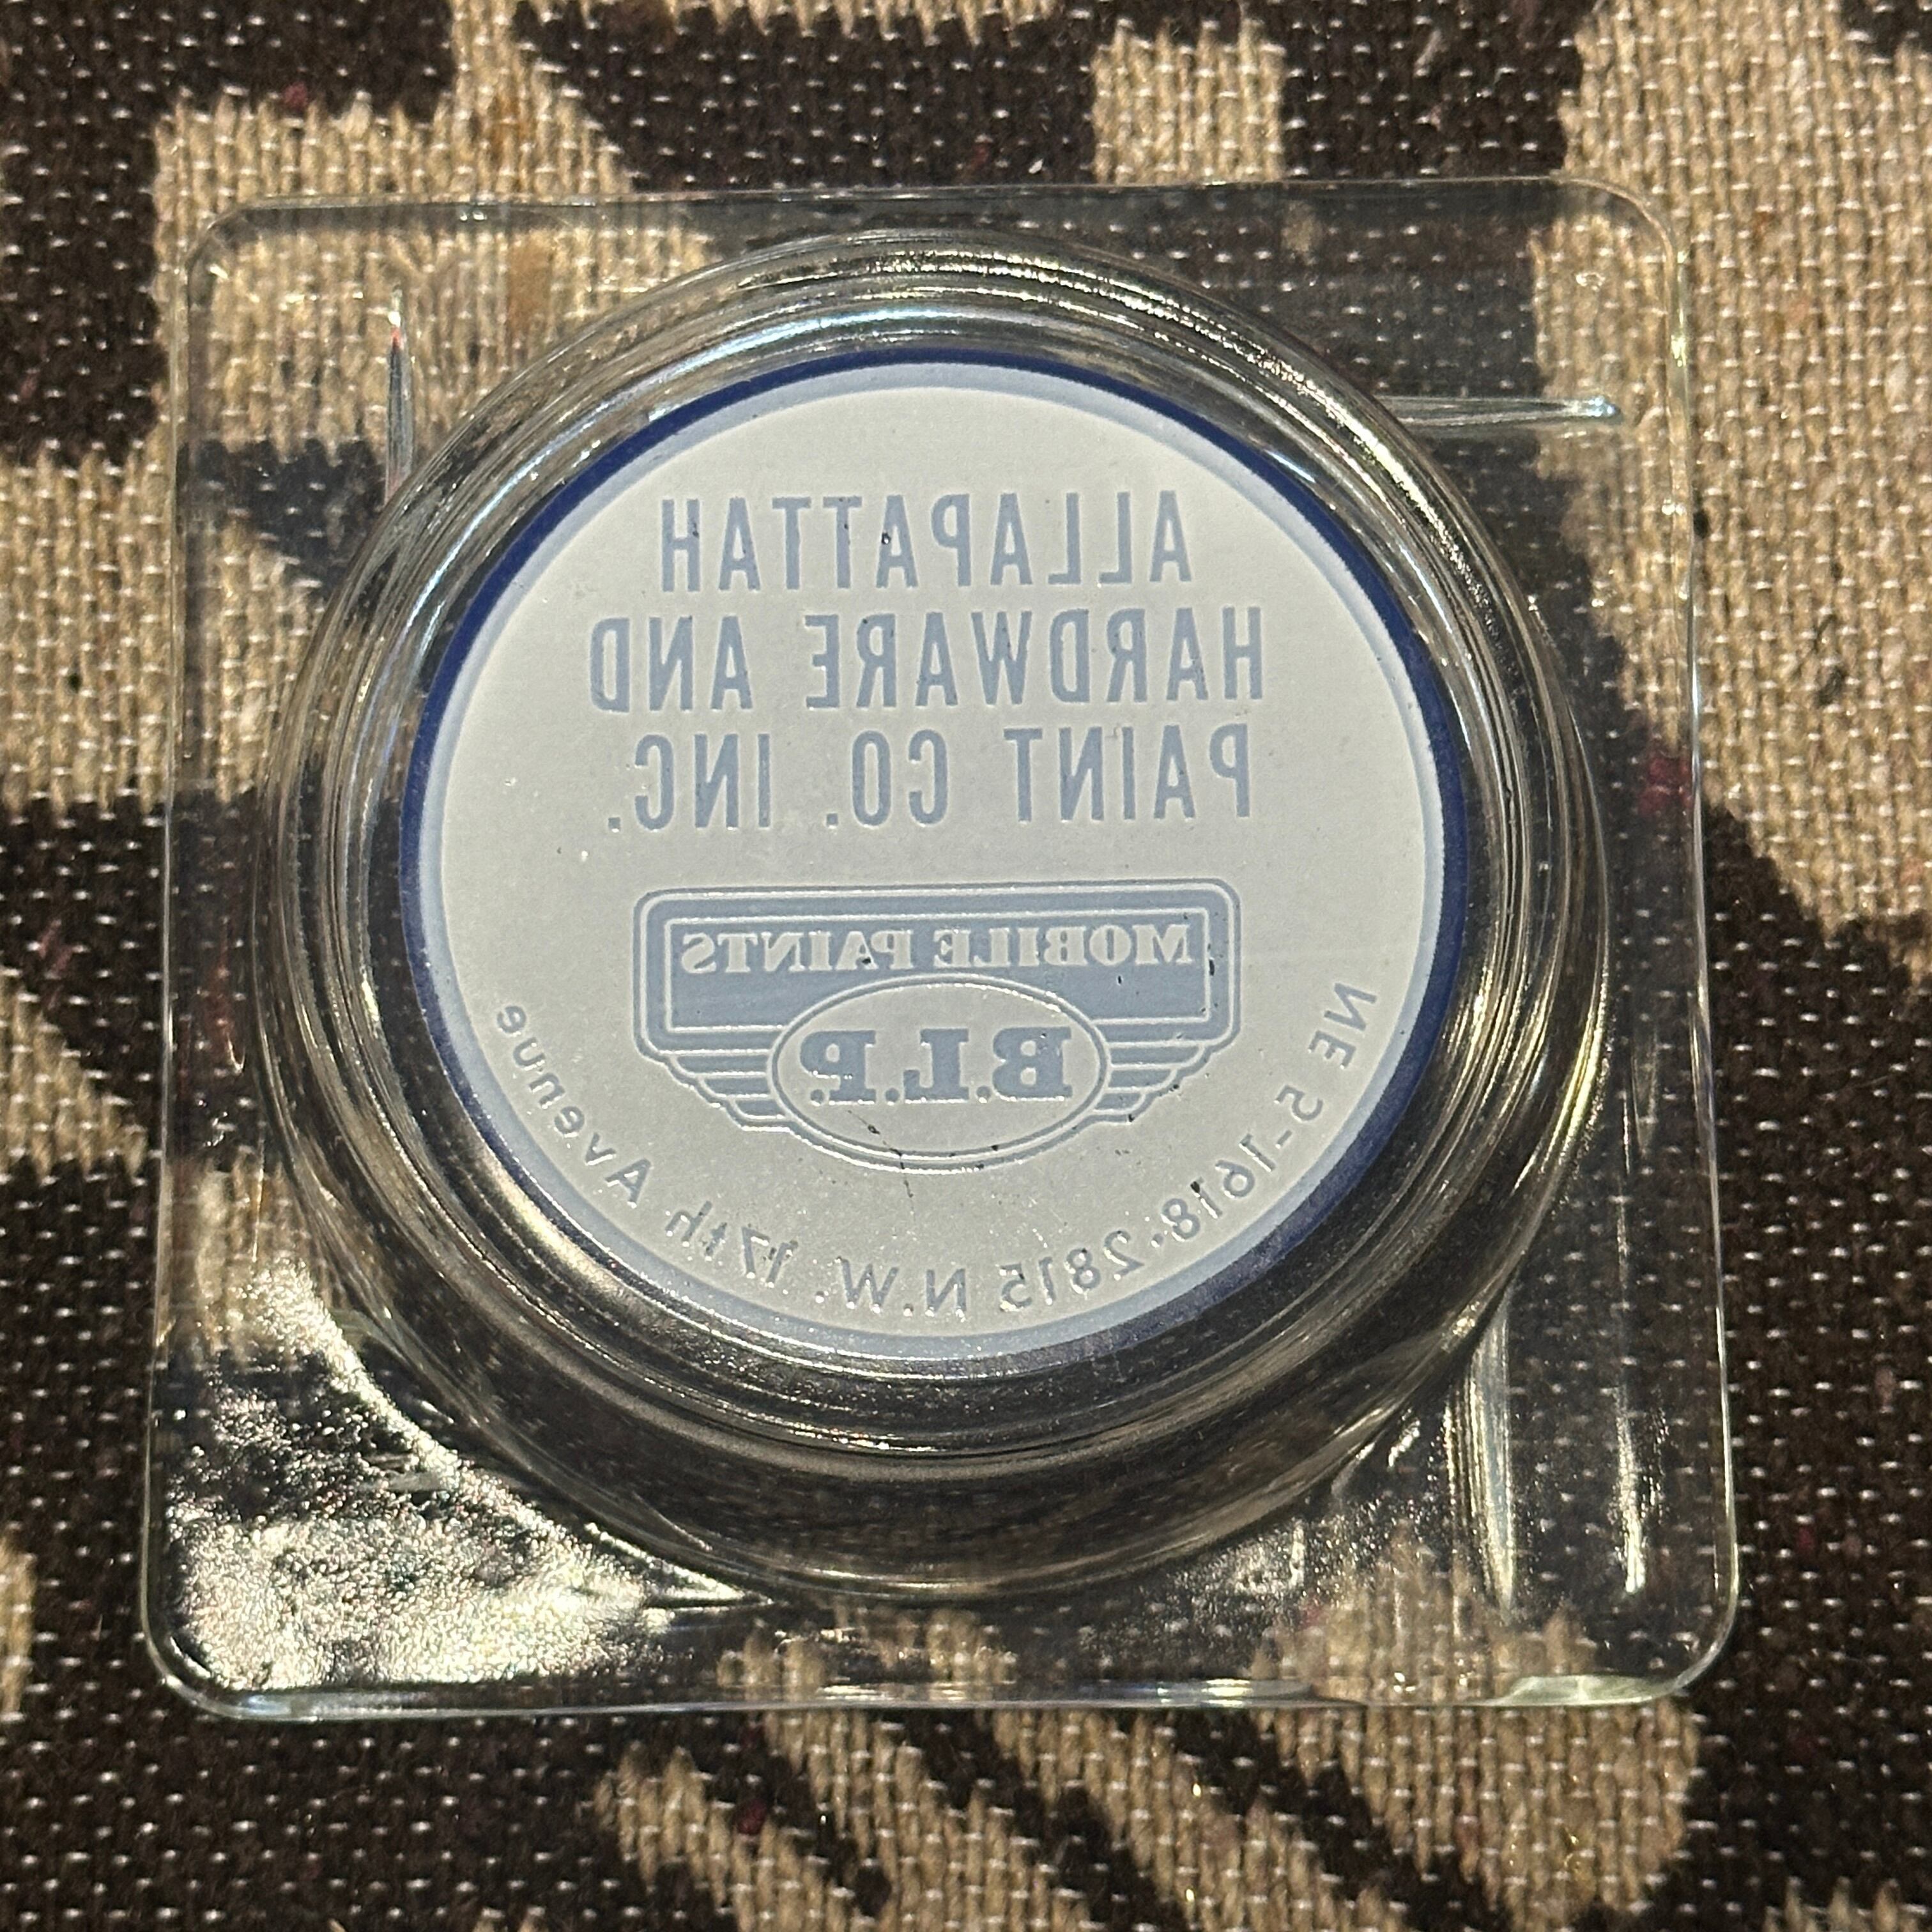 ALLAPATTAH
HARDWARE AND
PAINT CO. INC.
MOBILE PAINTS
B.L.P.
NE 5-1618·2815 N.W. 17th Avenue